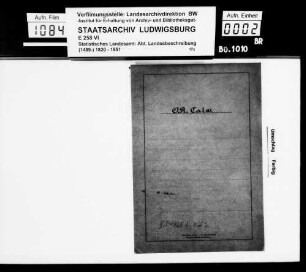 Aufn. Film
1084
Verfilmungsstelle: Landesarchivdirektion BW
-Institut für Erhaltung von Archiv- und Bibliotheksgut-
STAATSARCHIV LUDWIGSBURG
E 258 VI
Statistisches Landesamt: Abt. Landesbeschreibung
(1495-) 1820 - 1951
Aufn. Einheit
0002
BR
Bü.1010
OA. Calw
Umschlag farbig